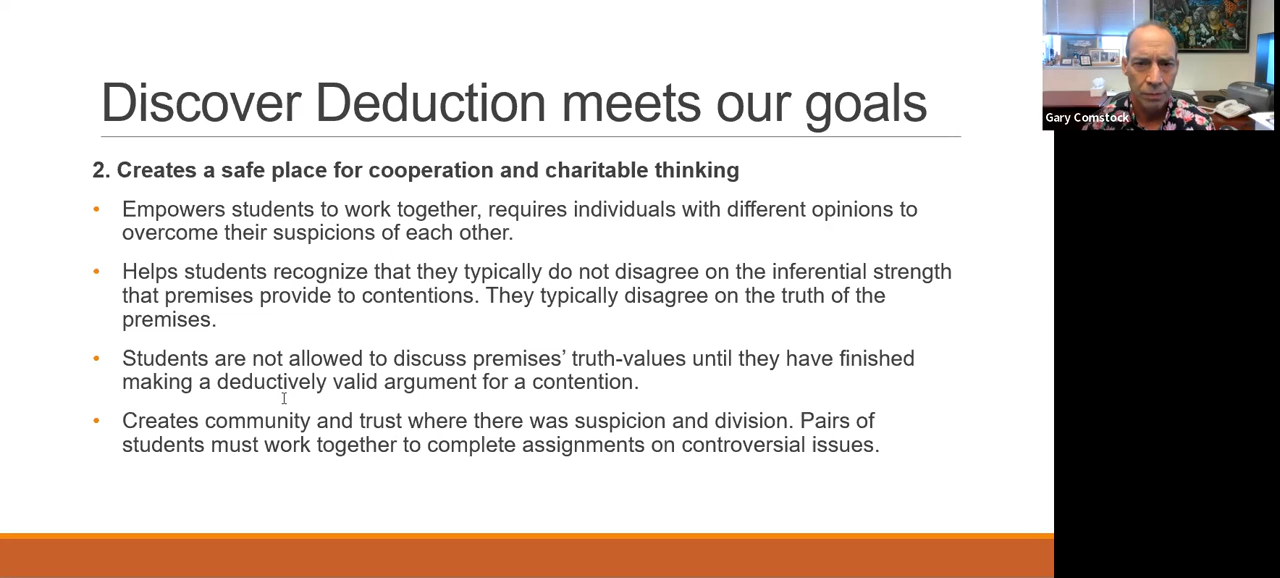 Discover Deduction meets our goals
Gary Comstock
2. Creates a safe place for cooperation and charitable thinking
• Empowers students to work together, requires individuals with different opinions to
overcome their suspicions of each other.
• Helps students recognize that they typically do not disagree on the inferential strength
that premises provide to contentions. They typically disagree on the truth of the
premises.
• Students are not allowed to discuss premises’ truth-values until they have finished
making a deductively valid argument for a contention.
• Creates community and trust where there was suspicion and division. Pairs of
students must work together to complete assignments on controversial issues.